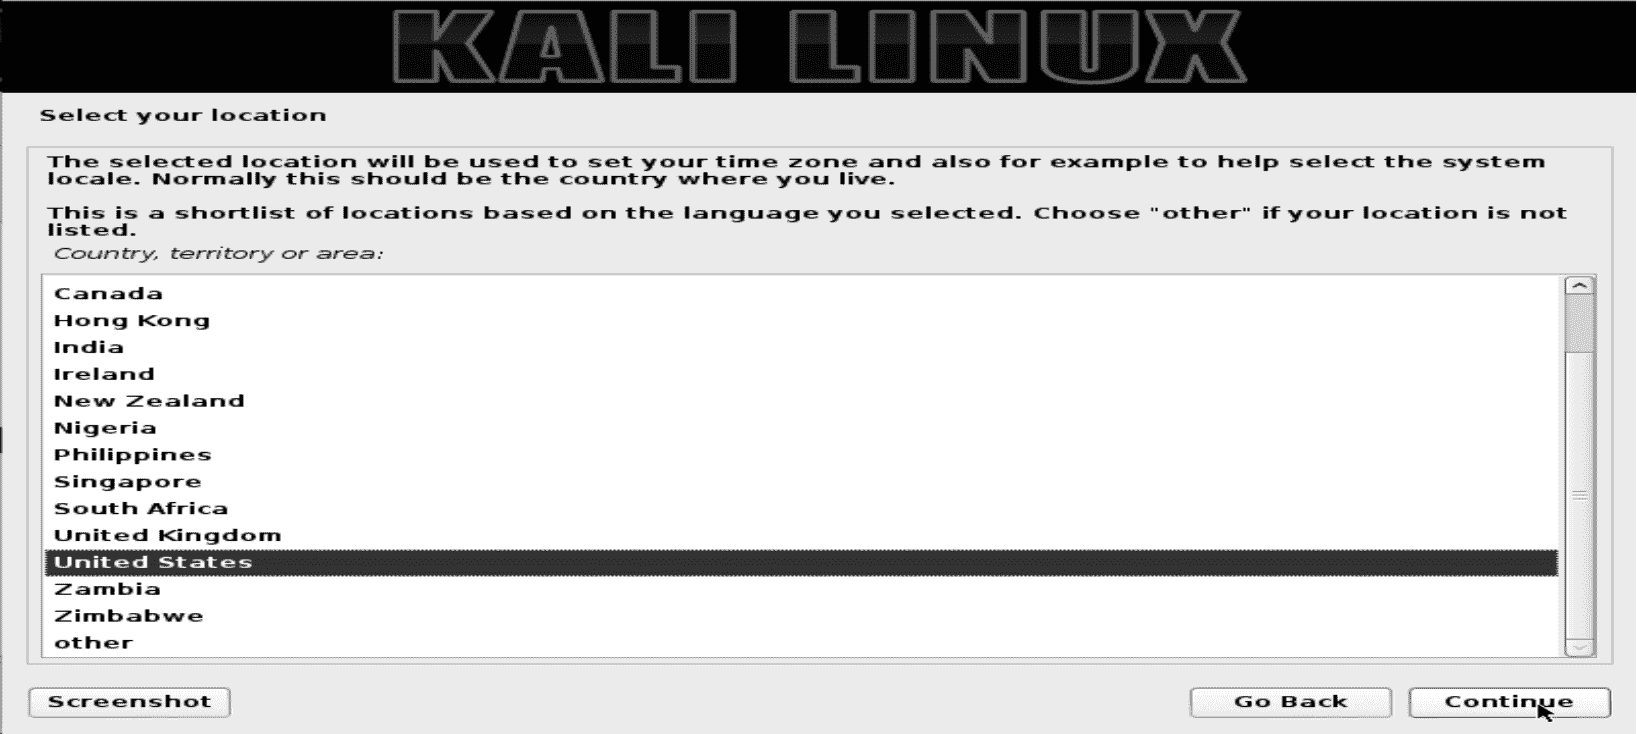 KALI LINUX
Select your location
The selected location will be used to set your time zone and also for example to help select the system
locale. Normally this should be the country where you live.
This is a shortlist of locations based on the language you selected. Choose "other" if your location is not
listed.
Country, territory or area:
Canada
Hong Kong
India
Ireland
New Zealand
Nigeria
Philippines
Singapore
South Africa
United Kingdom
United States
Zambia
Zimbabwe
other
Screenshot
Go Back
Continue